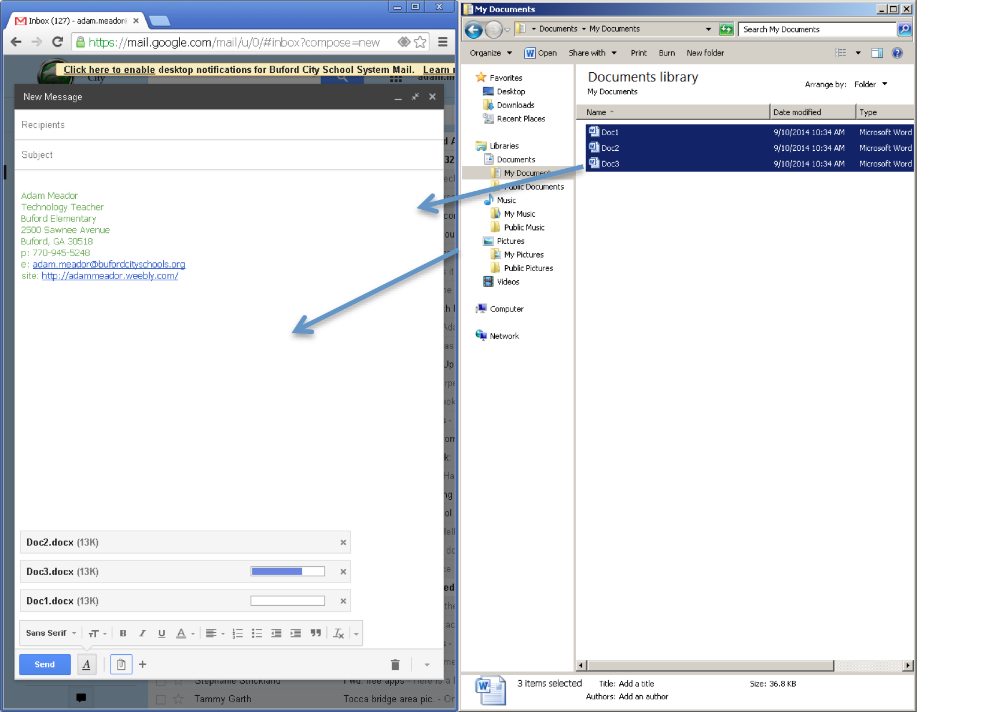 Inbox (127) - adam.meador@
https://mail.google.com/mail/u/0/#inbox?compose=new
Click here to enable desktop notifications for Buford City School System Mail. Learn
City
New Message
Recipients
Subject
Adam Meador
Technology Teacher
Buford Elementary
2500 Sawnee Avenue
Buford, GA 30518
p: 770-945-5248
e: adam.meador@bufordcityschools.org
site: http://adammeador.weebly.com/
Doc2.docx (13K)
Doc3.docx (13K)
Doc1.docx (13K)
Sans Serif
Send
Stephanie Strickland Fwd: free apps - Here is a
Tammy Garth Tocca bridge area pic. - Or
My Documents
Documents My Documents
Search My Documents
Organize Open Share with Print Burn New folder
Favorites
Desktop
Downloads
Recent Places
Libraries
Documents
My Documents
Public Documents
Music
My Music
Public Music
Pictures
My Pictures
Public Pictures
Videos
Computer
Network
Documents library
My Documents
Arrange by: Folder
Name Date modified Type
Doc1 9/10/2014 10:34 AM Microsoft Word
Doc2 9/10/2014 10:34 AM Microsoft Word
Doc3 9/10/2014 10:34 AM Microsoft Word
3 items selected Title: Add a title Size: 36.8 KB
Authors: Add an author